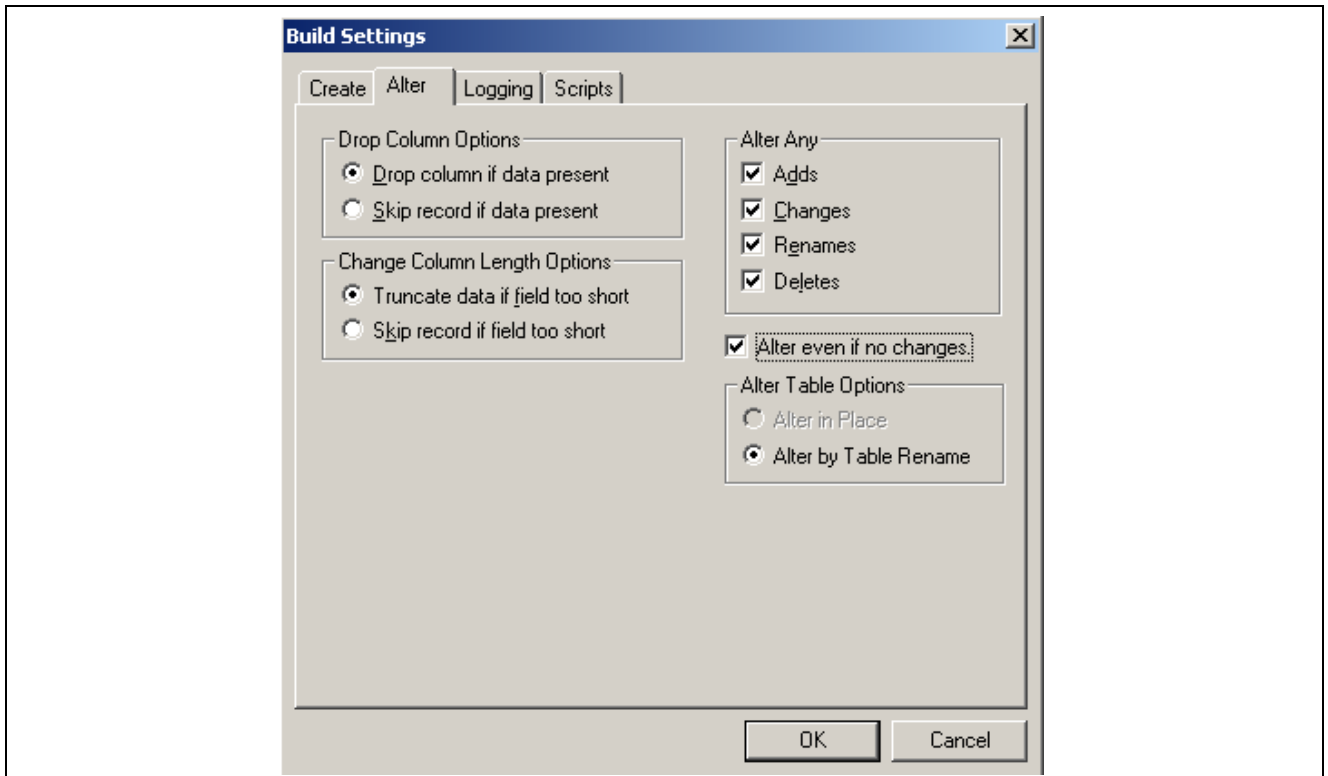 Build Settings
Create Alter Logging Scripts
Drop Column Options
Drop column if data present
Skip record if data present
Change Column Length Options
Truncate data if field too short
Skip record if field too short
Alter Any
Adds
Changes
Renames
Deletes
Alter even if no changes.
Alter Table Options
Alter in Place
Alter by Table Rename
OK Cancel